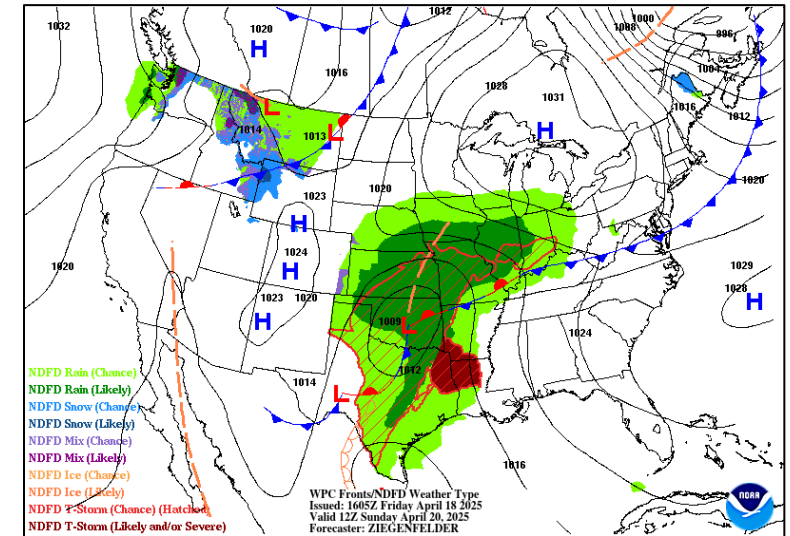 1032
1020
H
1016
1012
1000
1008
996
1004
1028
1031
H
1016
1012
L
1014
1013
L
1020
1023
1020
H
1024
H
1020
1023
1020
H
1029
1028
H
1009
L
1024
1012
1014
L
1016
NDFD Rain (Chance)
NDFD Rain (Likely)
NDFD Snow (Chance)
NDFD Snow (Likely)
NDFD Mix (Chance)
NDFD Mix (Likely)
NDFD Ice (Chance)
NDFD Ice (Likely)
NDFD T-Storm (Chance) (Hatched)
NDFD T-Storm (Likely and/or Severe)
WPC Fronts/NDFD Weather Type
Issued: 1605Z Friday April 18 2025
Valid 12Z Sunday April 20, 2025
Forecaster: ZIEGENFELDER
NOAA